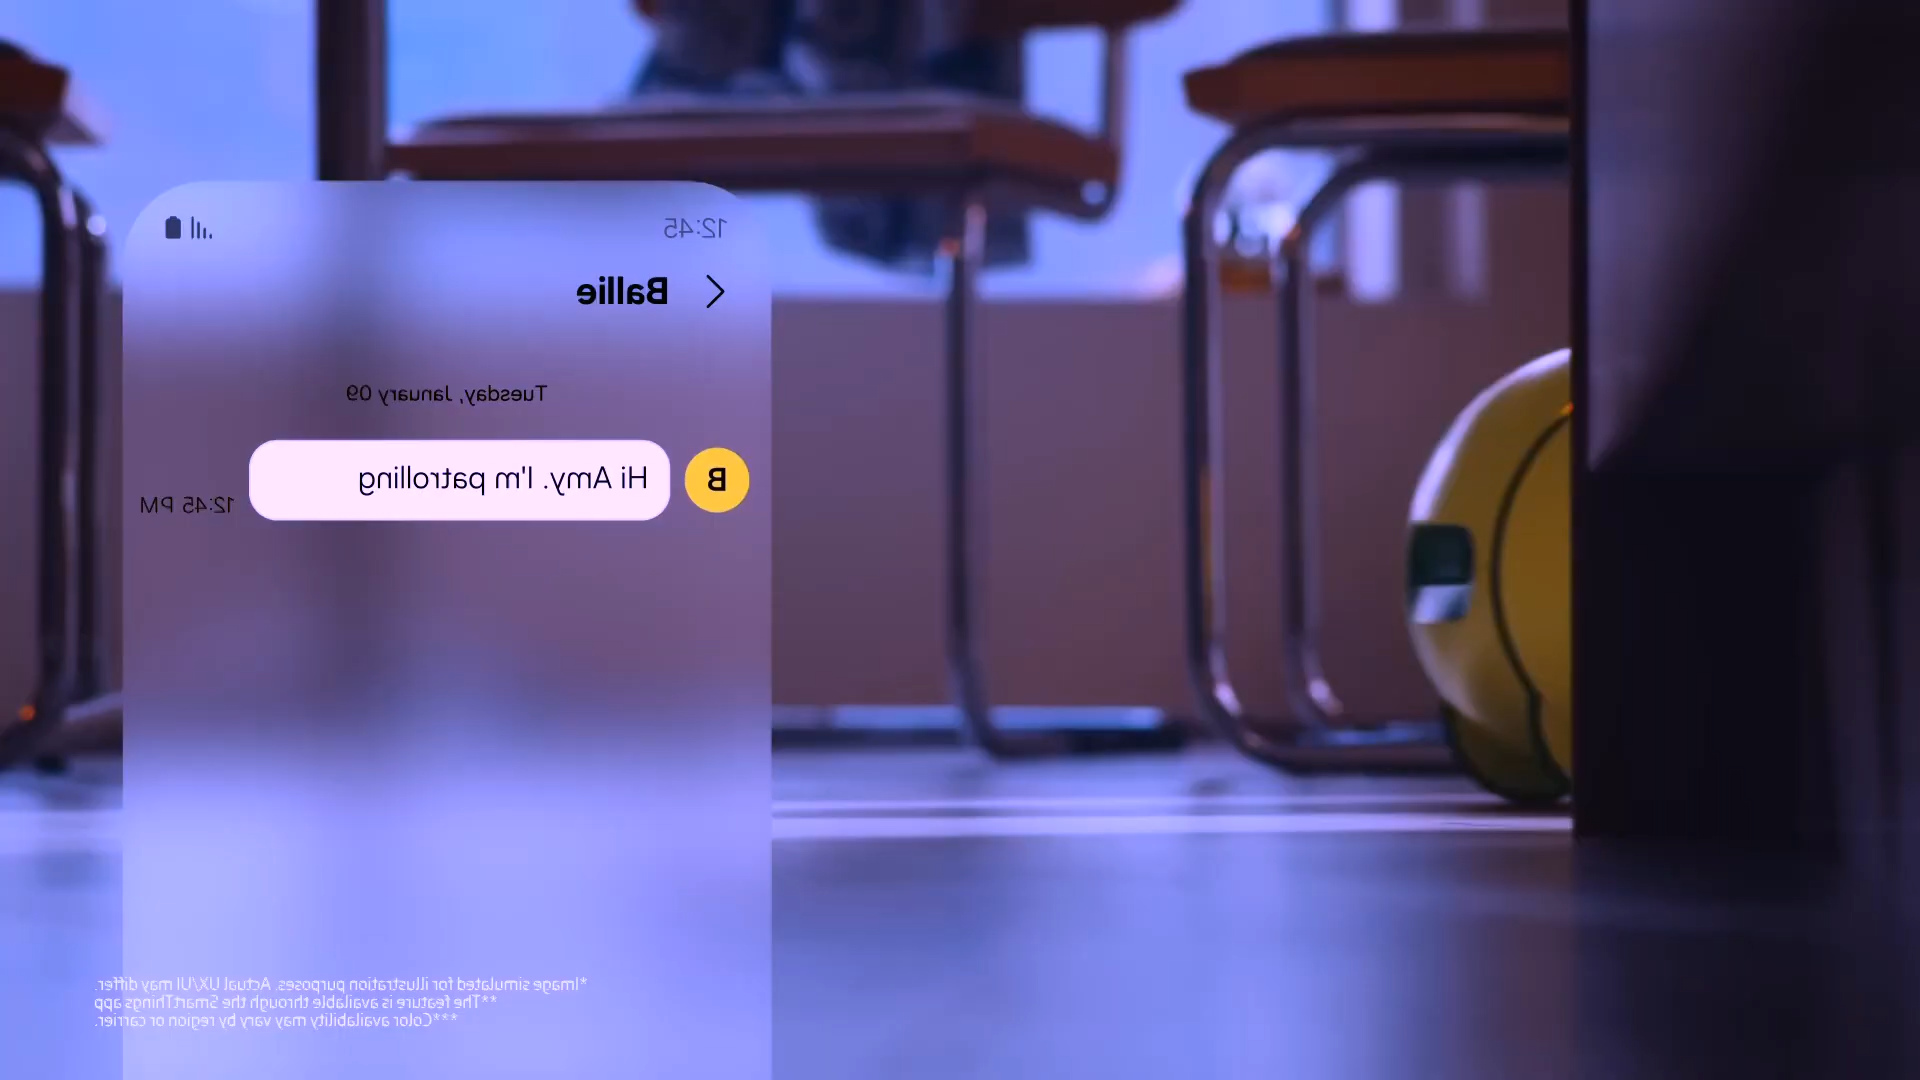 12:45
Ballie
Tuesday, January 09
B
Hi Amy. I'm patrolling
12:45 PM
*Image simulated for illustration purposes. Actual UX/UI may differ.
**The feature is available through the SmartThings app
***Color availability may vary by region or carrier.